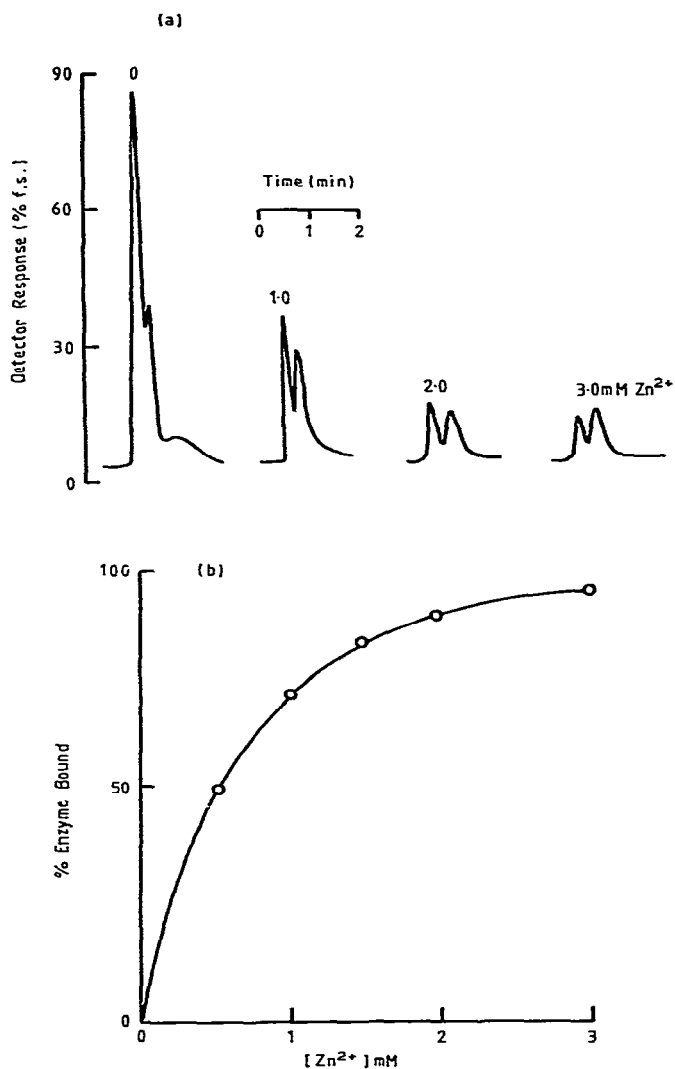 (a)
90
60
30
0
Detector Response (% f.s.)
0
Time (min)
0 1 2
1·0
2·0
3·0mM Zn2+
(b)
100
50
0
% Enzyme Bound
0 1 2 3
[Zn2+] mM